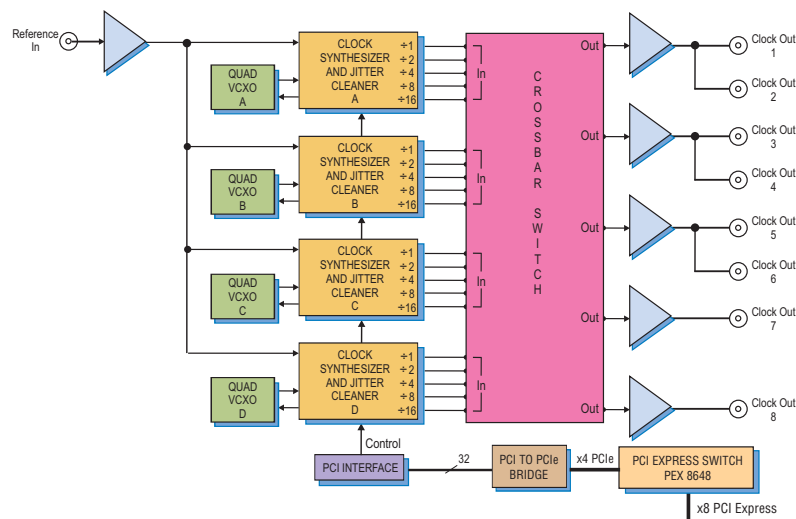 Reference
In
CLOCK ÷1
SYNTHESIZER ÷2
AND JITTER ÷4
CLEANER ÷8
A ÷16
QUAD
VCXO
A
In
CLOCK ÷1
SYNTHESIZER ÷2
AND JITTER ÷4
CLEANER ÷8
B ÷16
QUAD
VCXO
B
In
CLOCK ÷1
SYNTHESIZER ÷2
AND JITTER ÷4
CLEANER ÷8
C ÷16
QUAD
VCXO
C
In
CLOCK ÷1
SYNTHESIZER ÷2
AND JITTER ÷4
CLEANER ÷8
D ÷16
QUAD
VCXO
D
In
CROSSBAR SWITCH
Out
Clock Out
1
Clock Out
2
Out
Clock Out
3
Clock Out
4
Out
Clock Out
5
Clock Out
6
Out
Clock Out
7
Out
Clock Out
8
Control
PCI INTERFACE
32
PCI TO PCIe
BRIDGE
x4 PCIe
PCI EXPRESS SWITCH
PEX 8648
x8 PCI Express